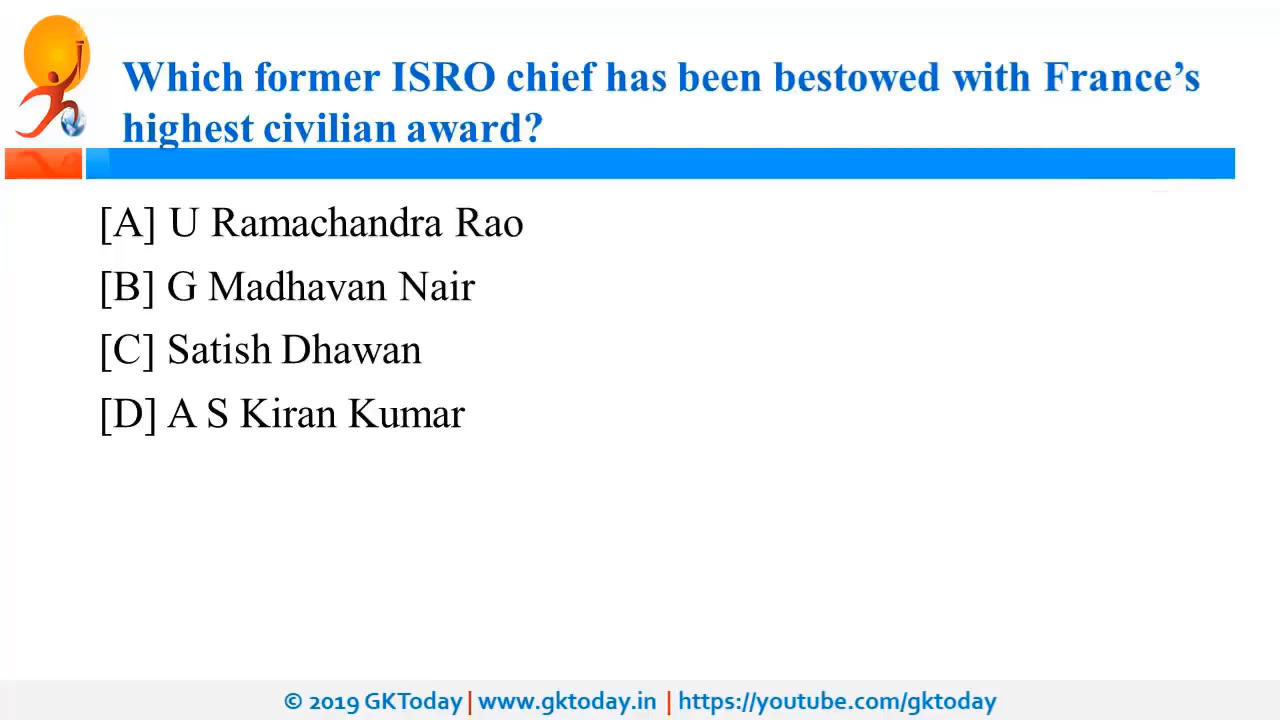 Which former ISRO chief has been bestowed with France’s
highest civilian award?
[A] U Ramachandra Rao
[B] G Madhavan Nair
[C] Satish Dhawan
[D] A S Kiran Kumar
© 2019 GKToday | www.gktoday.in | https://youtube.com/gktoday